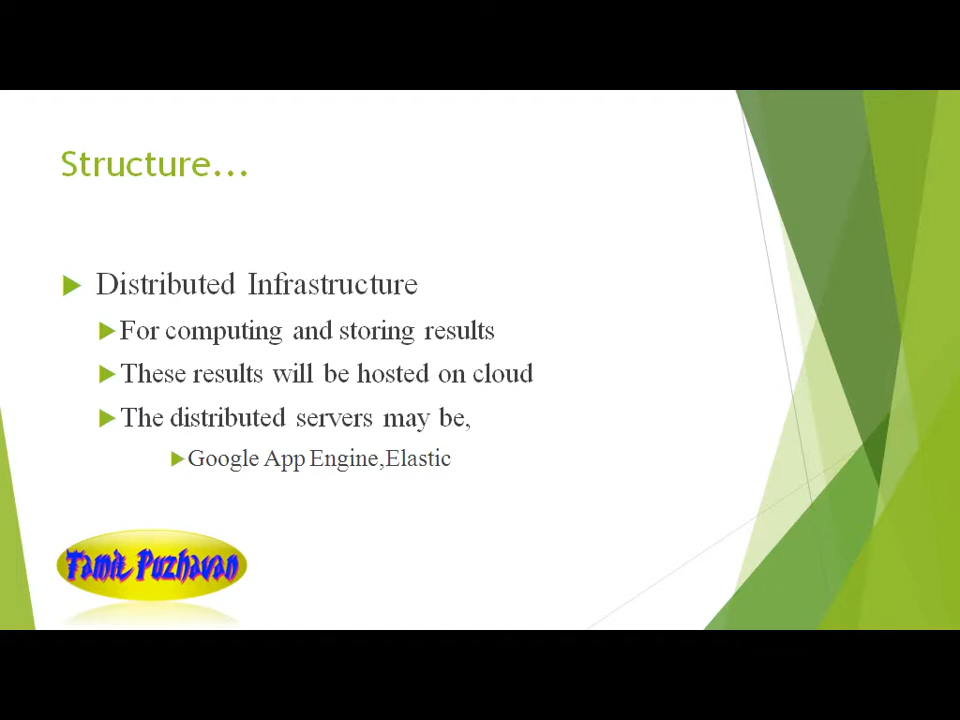 Structure...
Distributed Infrastructure
For computing and storing results
These results will be hosted on cloud
The distributed servers may be,
Google App Engine,Elastic
Tamil Puzhavan